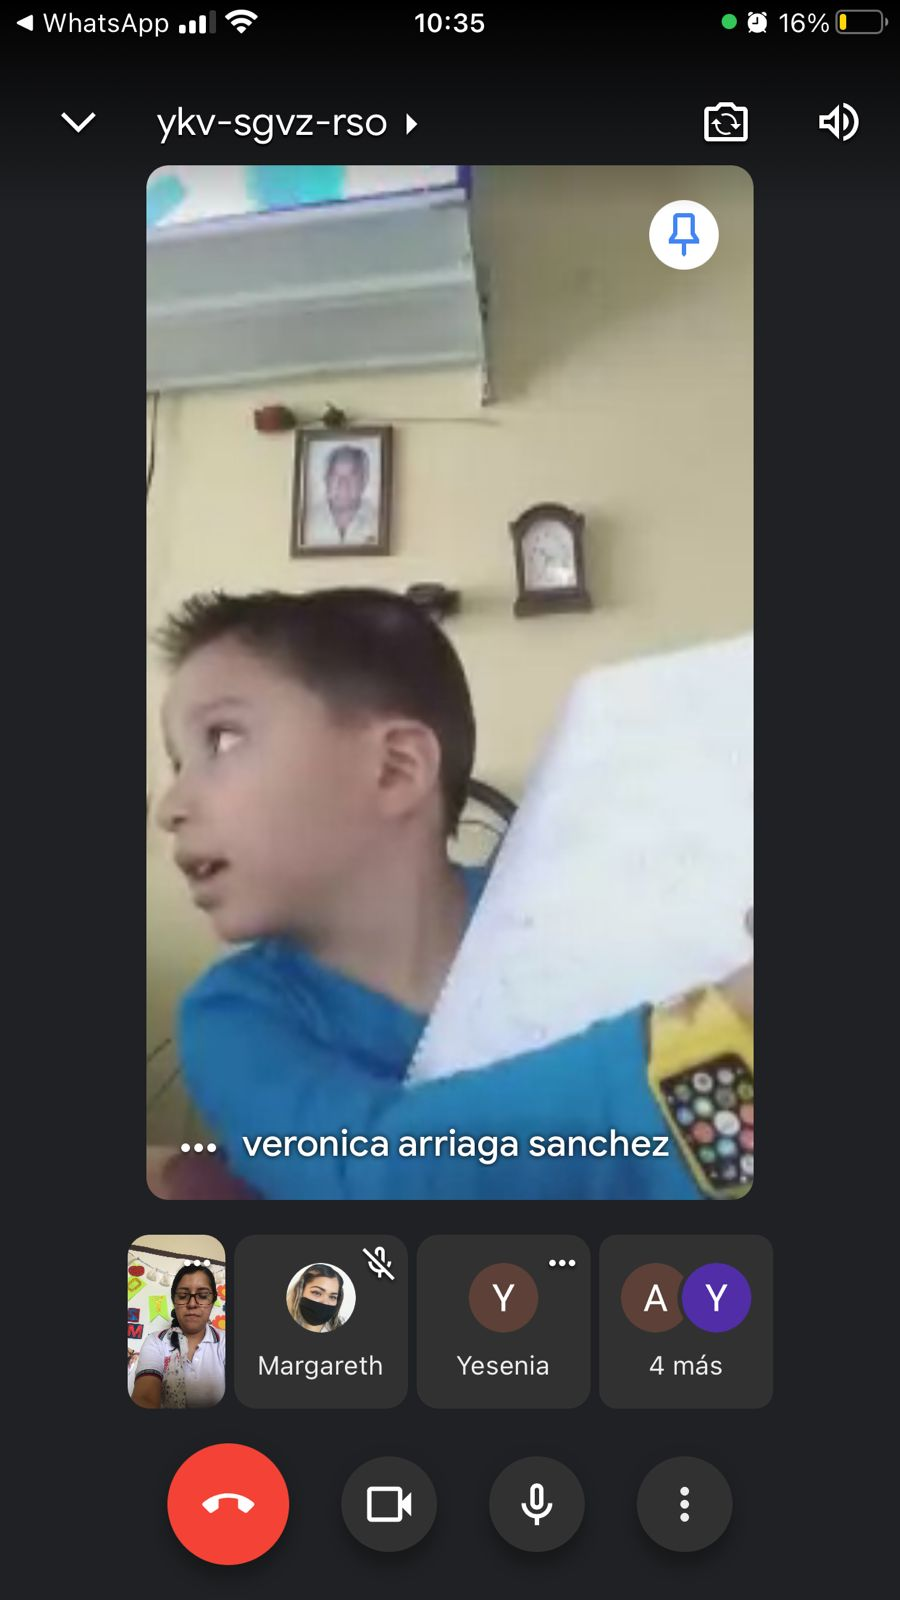 WhatsApp 10:35 16%
ykv-sgvz-rso
veronica arriaga sanchez
Margareth
Y
Yesenia
A Y
4 más